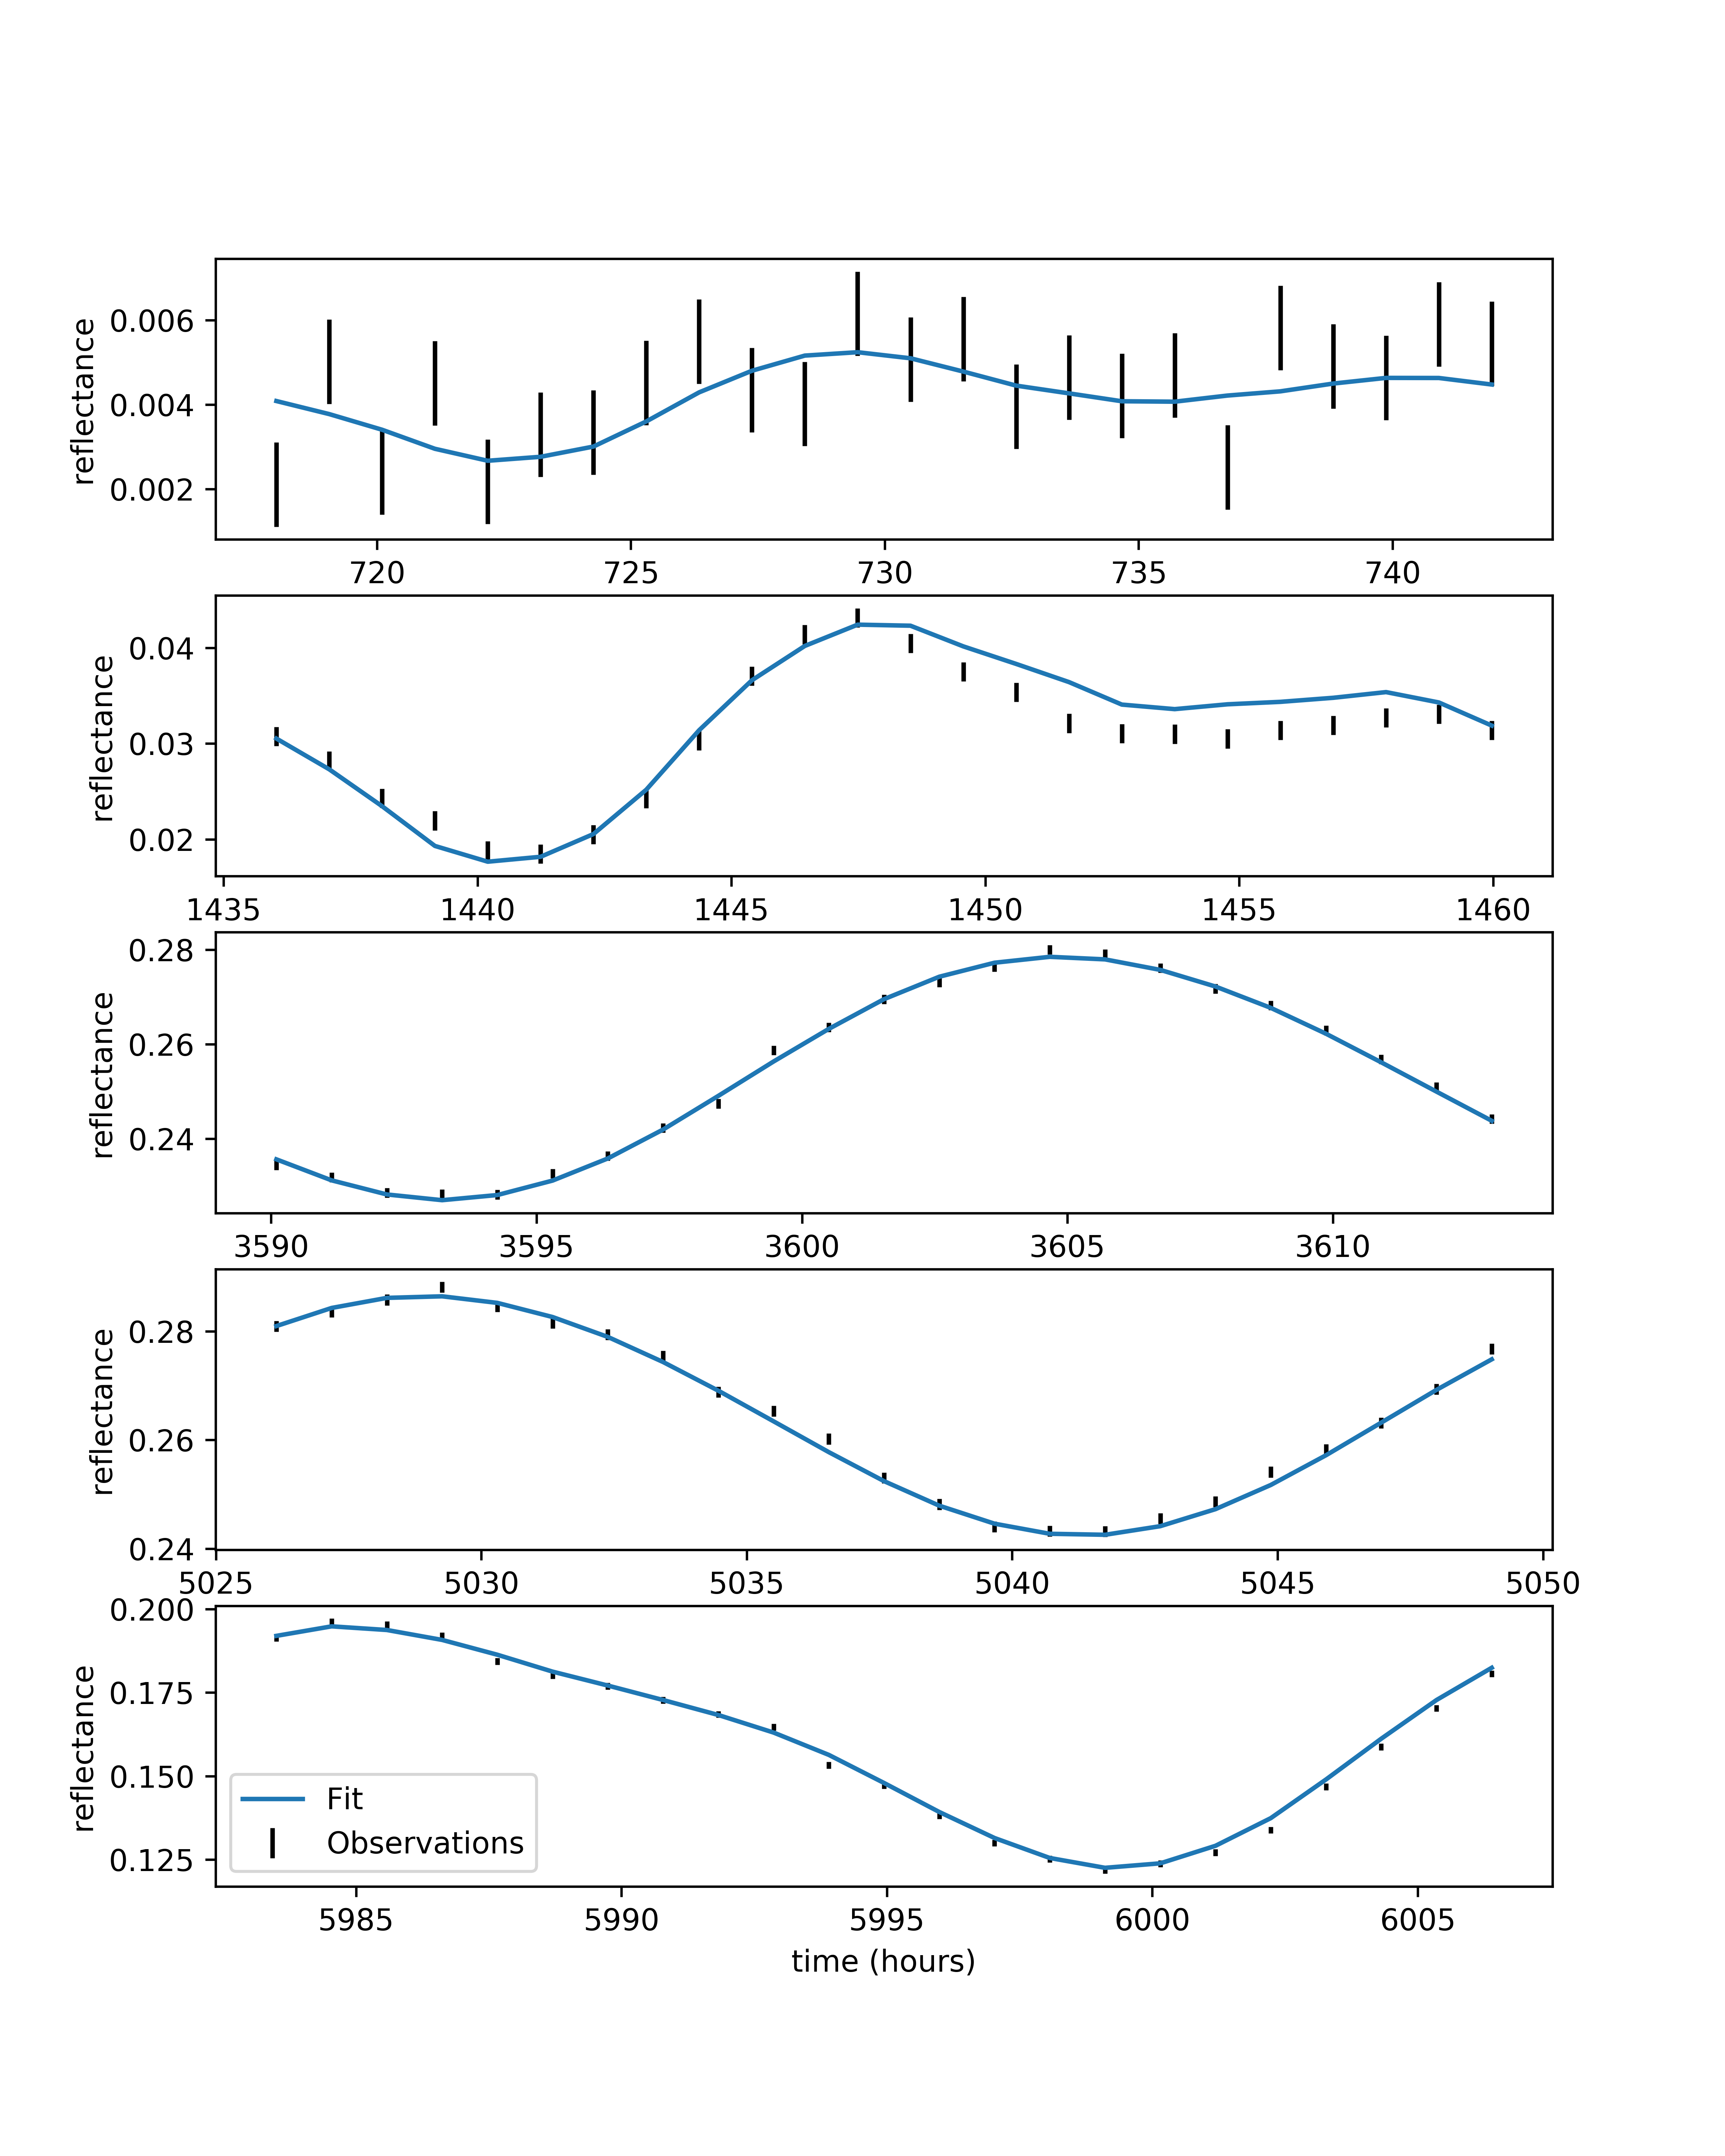 reflectance
0.006
0.004
0.002
720 725 730 735 740
reflectance
0.04
0.03
0.02
1435 1440 1445 1450 1455 1460
reflectance
0.28
0.26
0.24
3590 3595 3600 3605 3610
reflectance
0.28
0.26
0.24
5025 5030 5035 5040 5045 5050
reflectance
0.200
0.175
0.150
0.125
Fit
Observations
5985 5990 5995 6000 6005
time (hours)